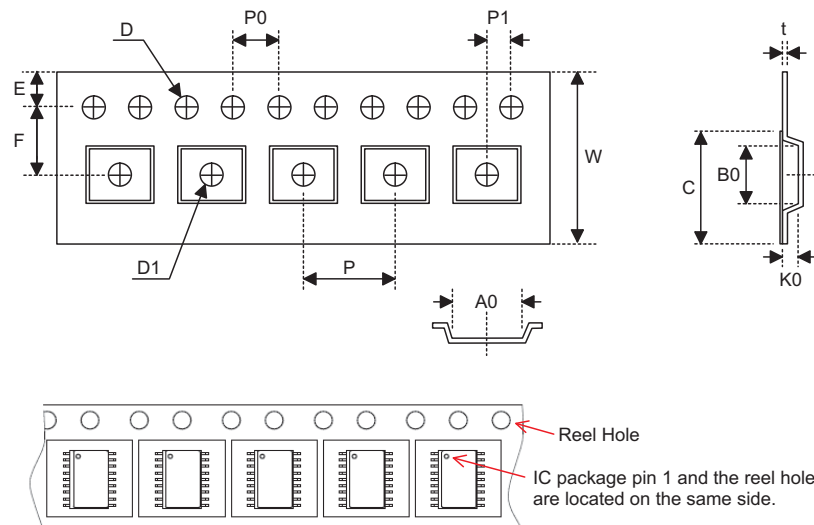 D
P0
P1
t
E
F
W
C
B0
D1
P
K0
A0
Reel Hole
IC package pin 1 and the reel hole
are located on the same side.